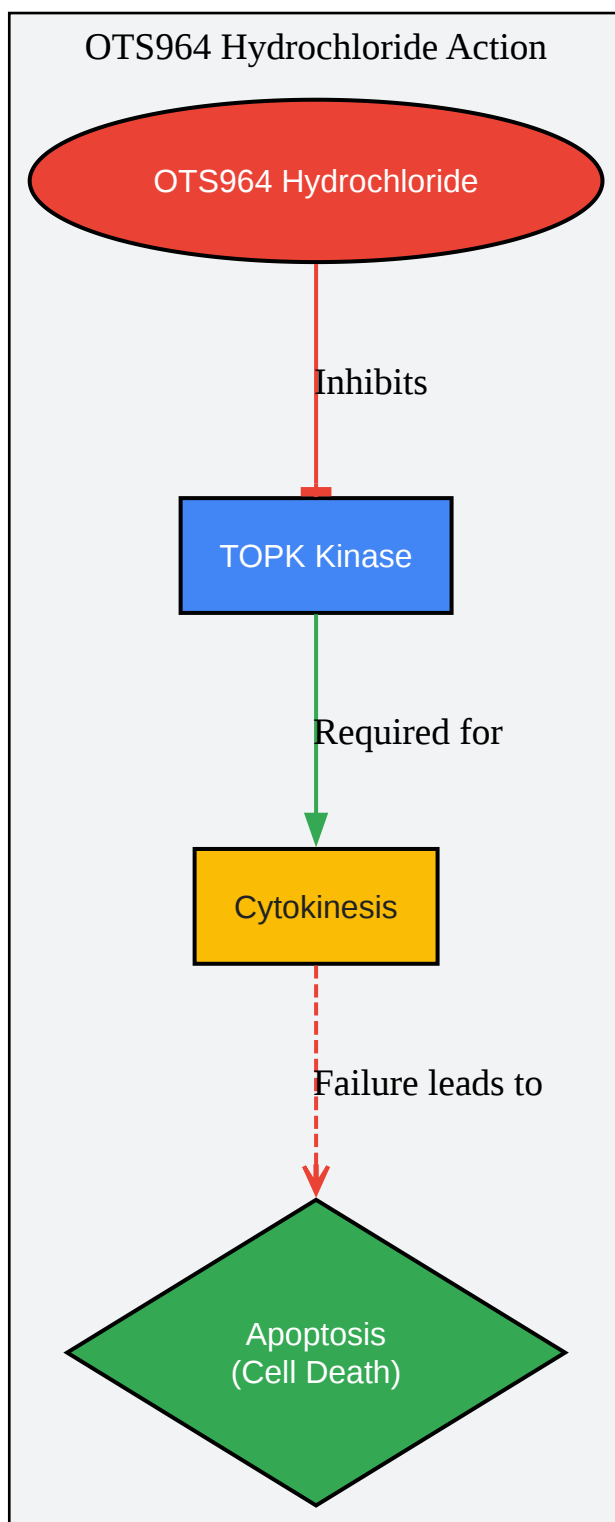 OTS964 Hydrochloride Action
OTS964 Hydrochloride
Inhibits
TOPK Kinase
Required for
Cytokinesis
Failure leads to
Apoptosis
(Cell Death)